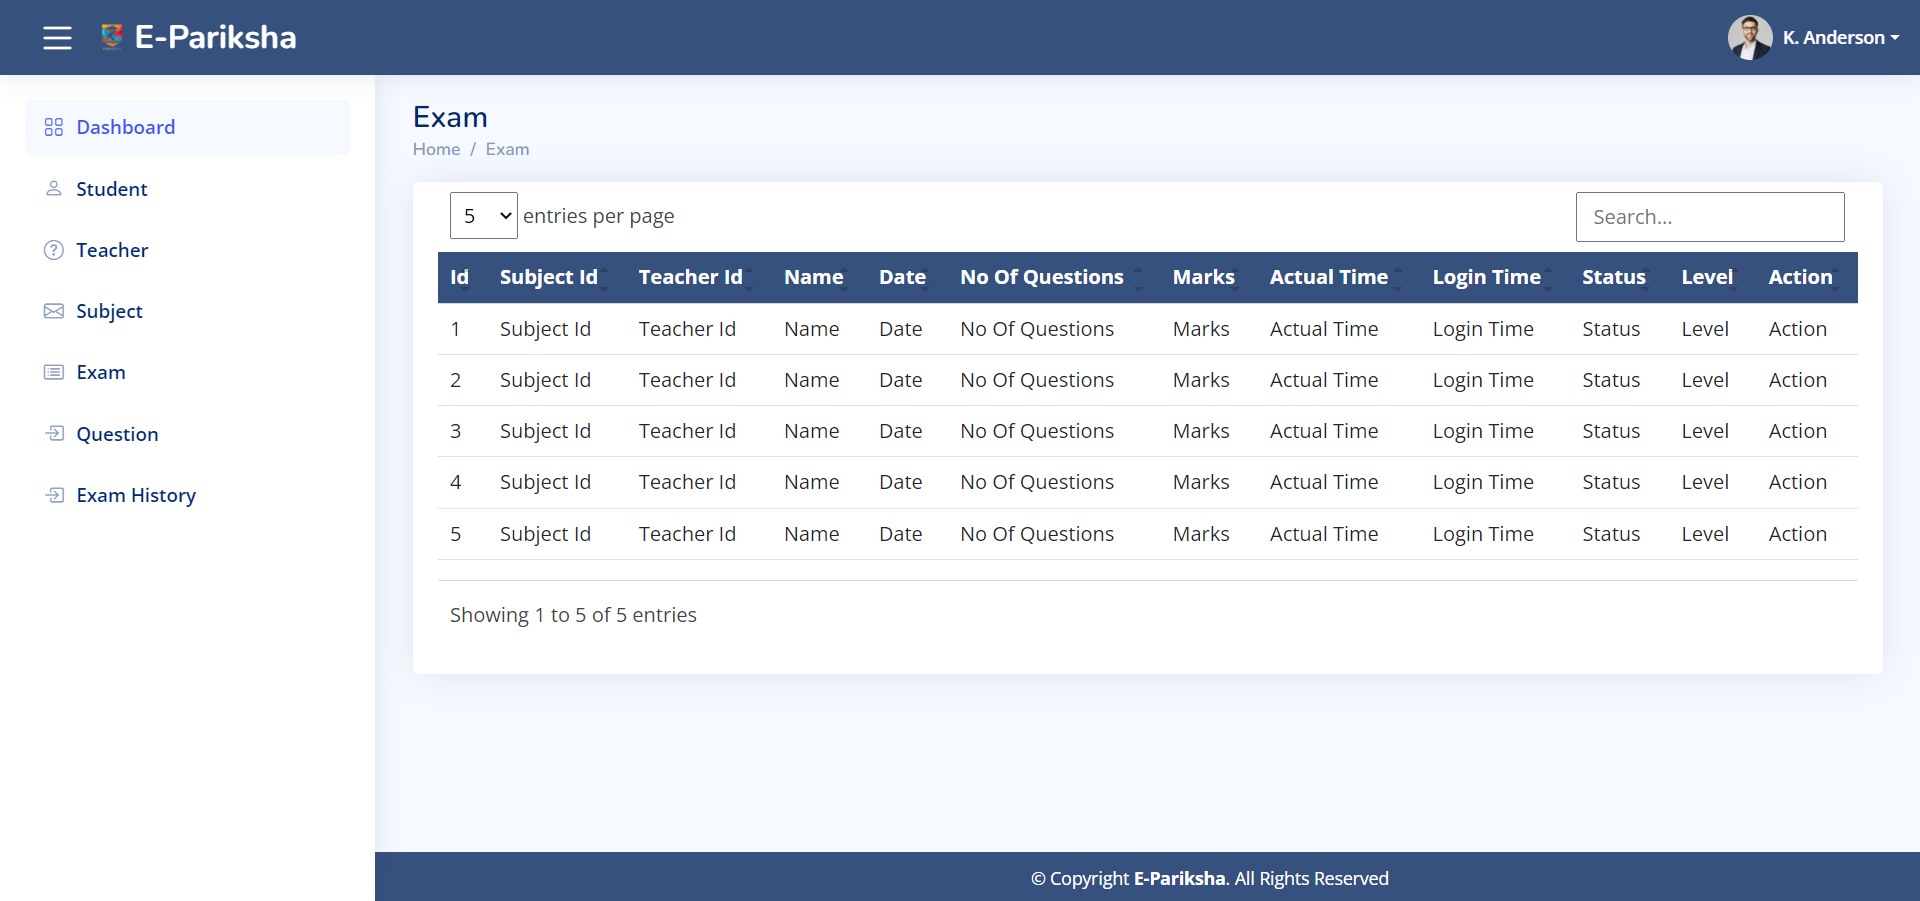 E-Pariksha
K. Anderson
Dashboard
Student
Teacher
Subject
Exam
Question
Exam History
Exam
Home / Exam
5 entries per page
Search...
Id Subject Id Teacher Id Name Date No Of Questions Marks Actual Time Login Time Status Level Action
1 Subject Id Teacher Id Name Date No Of Questions Marks Actual Time Login Time Status Level Action
2 Subject Id Teacher Id Name Date No Of Questions Marks Actual Time Login Time Status Level Action
3 Subject Id Teacher Id Name Date No Of Questions Marks Actual Time Login Time Status Level Action
4 Subject Id Teacher Id Name Date No Of Questions Marks Actual Time Login Time Status Level Action
5 Subject Id Teacher Id Name Date No Of Questions Marks Actual Time Login Time Status Level Action
Showing 1 to 5 of 5 entries
© Copyright E-Pariksha. All Rights Reserved